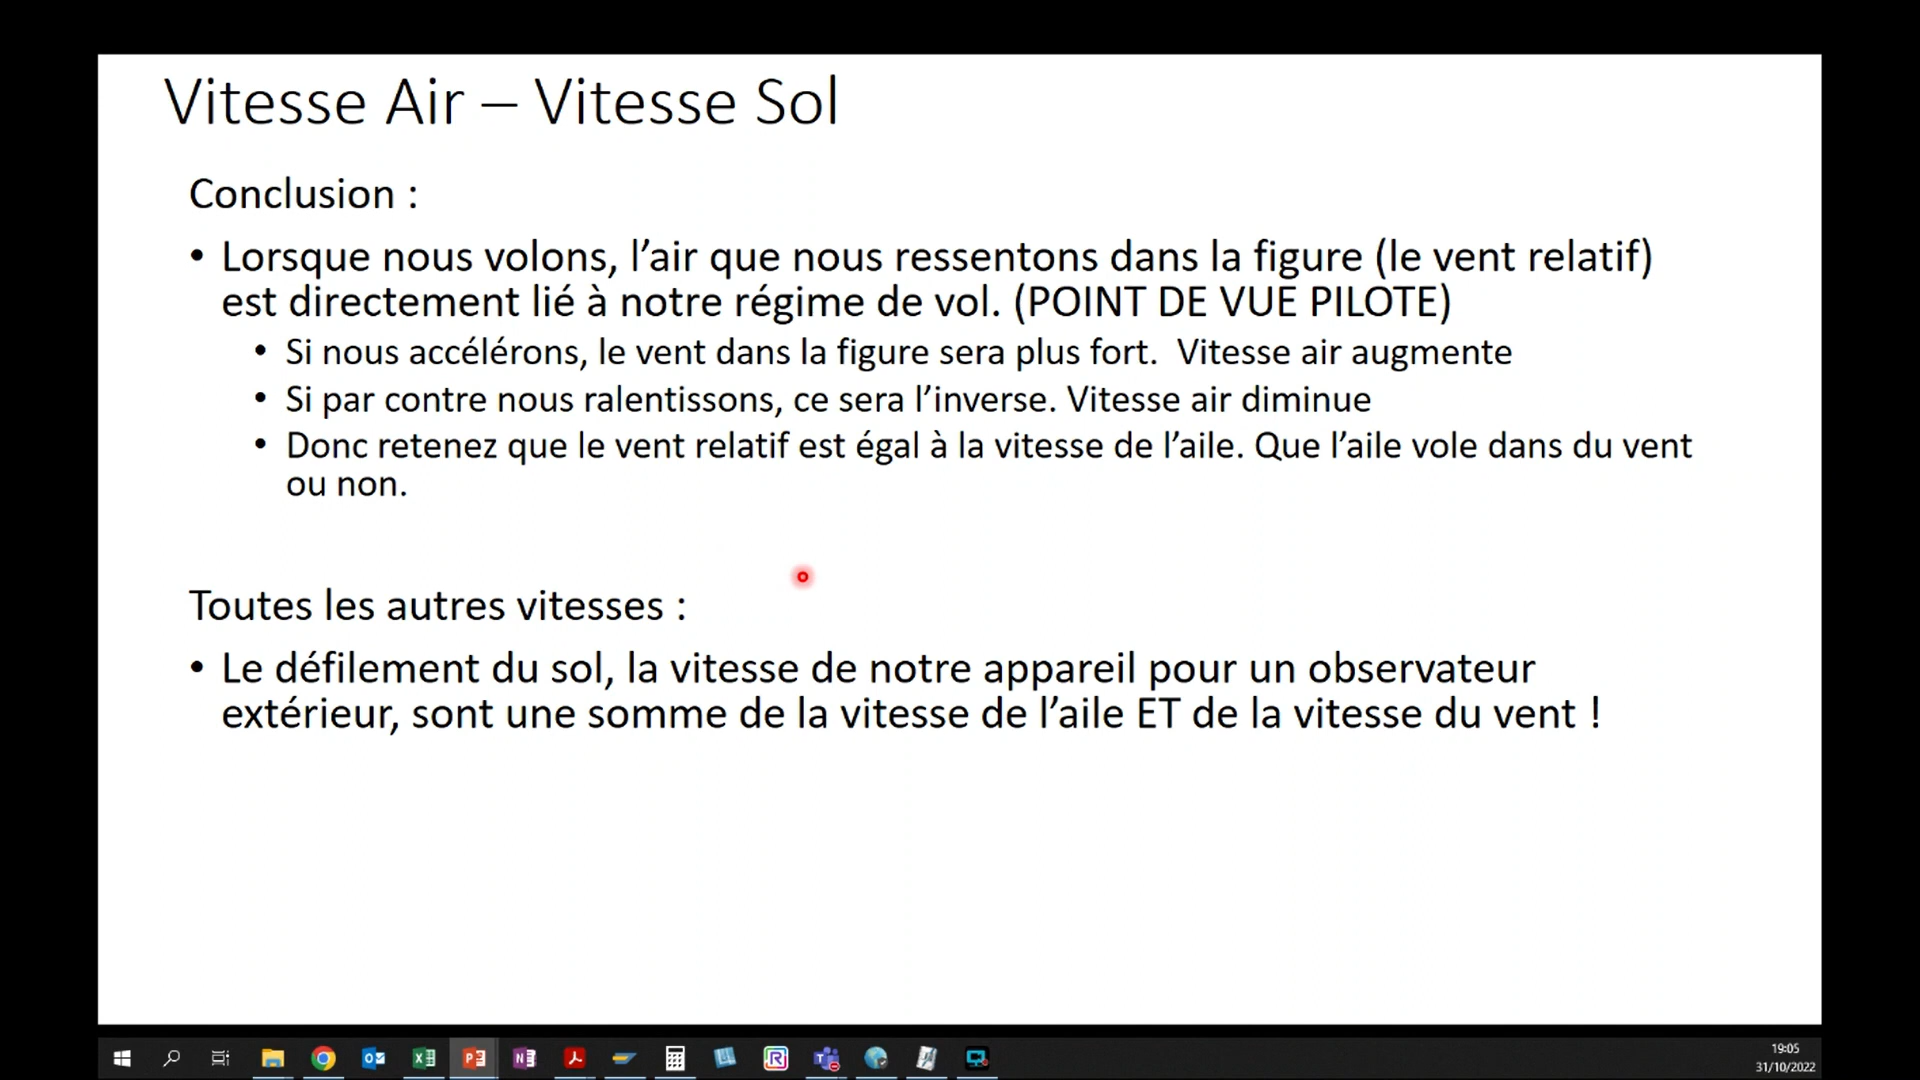 Vitesse Air – Vitesse Sol
Conclusion :
• Lorsque nous volons, l’air que nous ressentons dans la figure (le vent relatif)
est directement lié à notre régime de vol. (POINT DE VUE PILOTE)
• Si nous accélérons, le vent dans la figure sera plus fort.  Vitesse air augmente
• Si par contre nous ralentissons, ce sera l’inverse. Vitesse air diminue
• Donc retenez que le vent relatif est égal à la vitesse de l’aile. Que l’aile vole dans du vent
ou non.
Toutes les autres vitesses :
• Le défilement du sol, la vitesse de notre appareil pour un observateur
extérieur, sont une somme de la vitesse de l’aile ET de la vitesse du vent !
19:05
31/10/2022